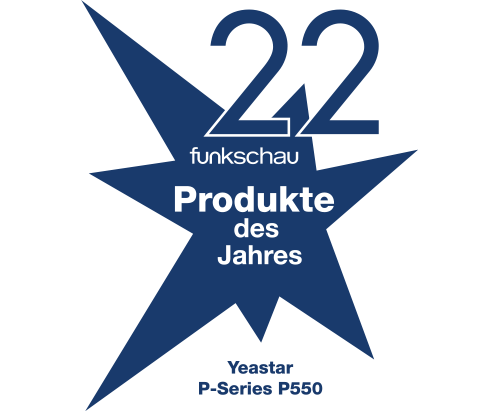 22
funkschau
Produkte
des
Jahres
Yeastar
P-Series P550